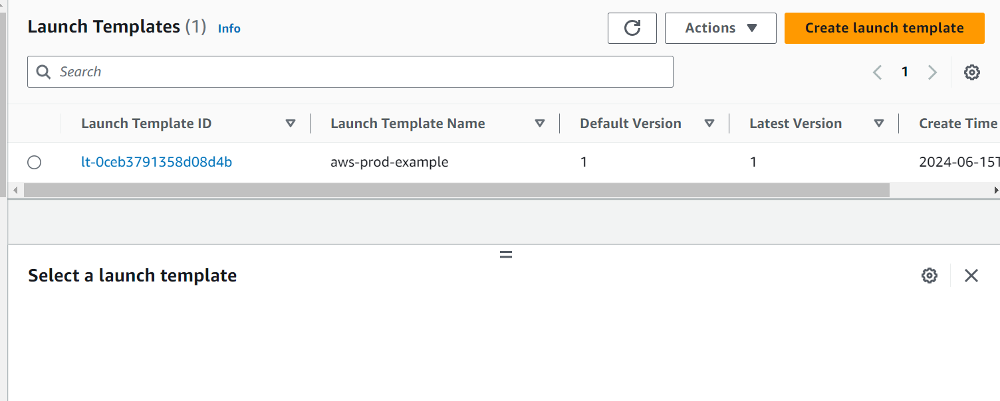 Launch Templates (1) Info
Actions
Create launch template
Search
1
Launch Template ID Launch Template Name Default Version Latest Version Create Time
lt-0ceb3791358d08d4b aws-prod-example 1 1 2024-06-15T
Select a launch template